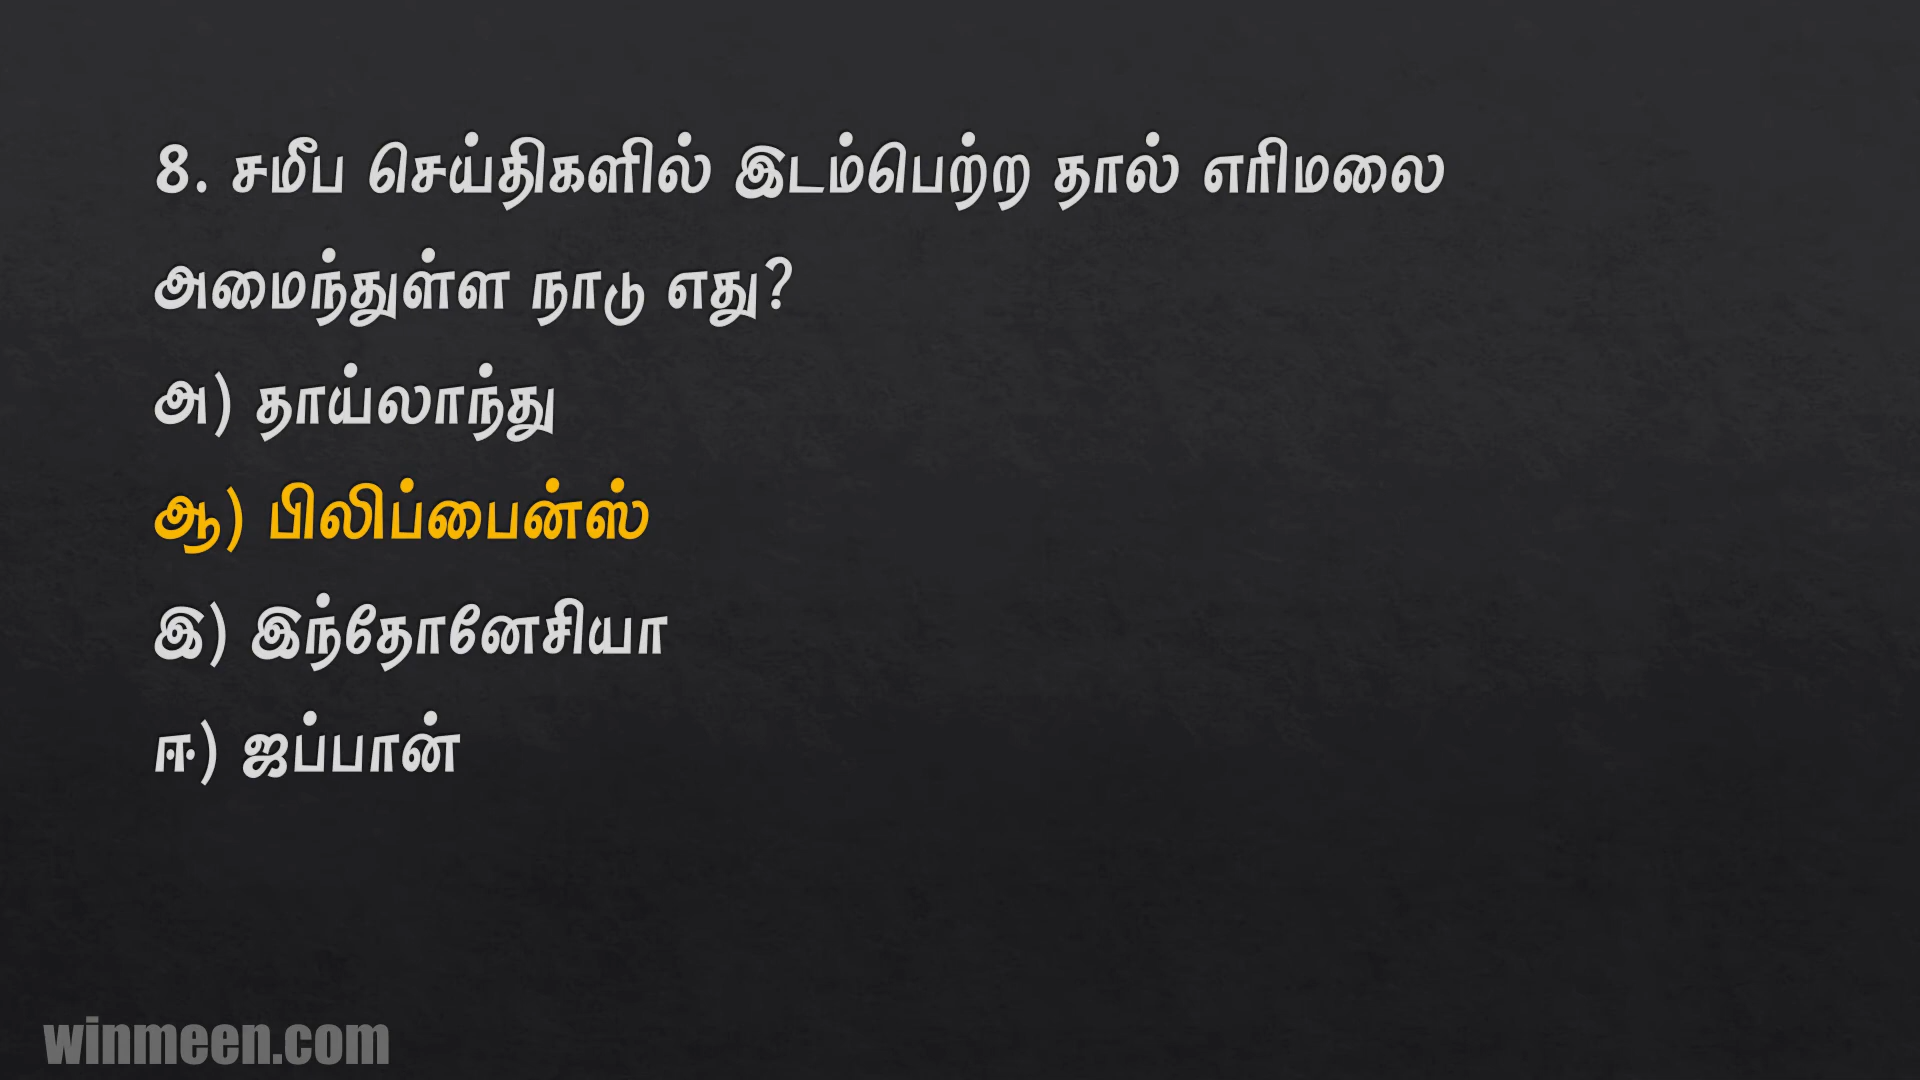 8. சமீப செய்திகளில் இடம்பெற்ற தால் எரிமலை
அமைந்துள்ள நாடு எது?
அ) தாய்லாந்து
ஆ) பிலிப்பைன்ஸ்
இ) இந்தோனேசியா
ஈ) ஜப்பான்
winmeen.com